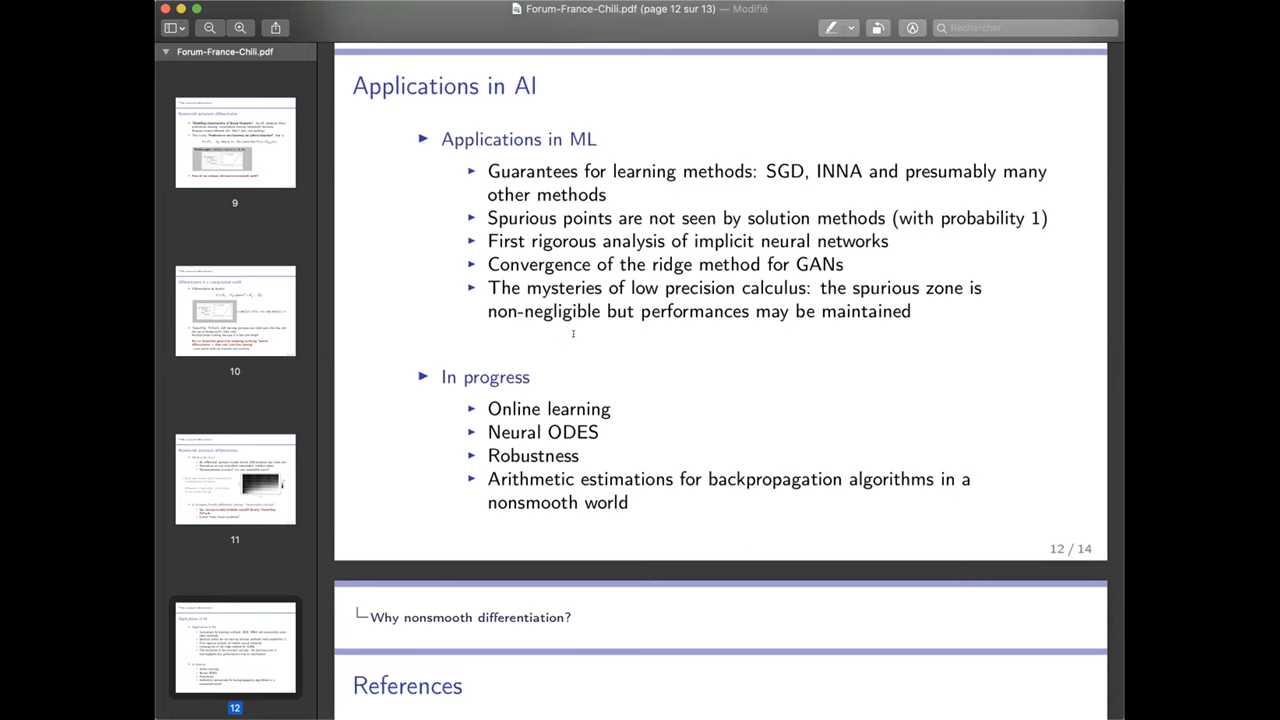 Forum-France-Chili.pdf (page 12 sur 13) — Modifié
Rechercher
Forum-France-Chili.pdf
9
10
11
12
Applications in AI
Applications in ML
Guarantees for learning methods: SGD, INNA and presumably many
other methods
Spurious points are not seen by solution methods (with probability 1)
First rigorous analysis of implicit neural networks
Convergence of the ridge method for GANs
The mysteries of low precision calculus: the spurious zone is
non-negligible but performances may be maintained
In progress
Online learning
Neural ODES
Robustness
Arithmetic estimations for backpropagation algorithms in a
nonsmooth world
12 / 14
Why nonsmooth differentiation?
References